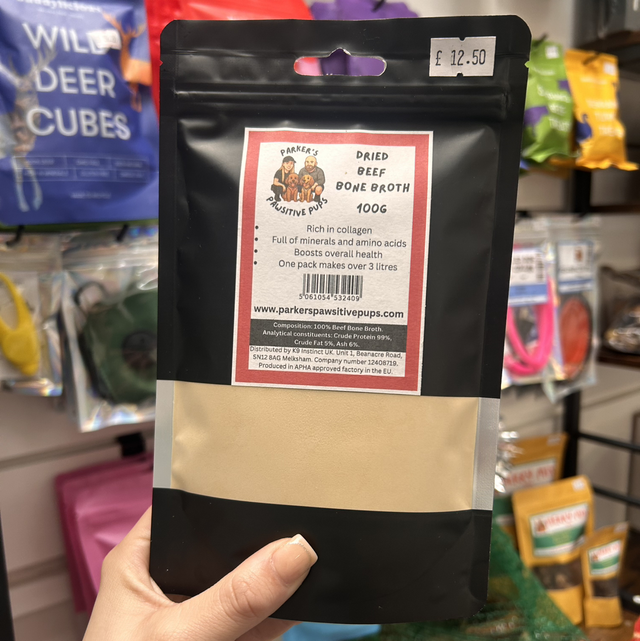 WILD
DEER
CUBES
£ 12.50
PARKER'S
PAWSITIVE PUPS
DRIED
BEEF
BONE BROTH
100G
• Rich in collagen
• Full of minerals and amino acids
• Boosts overall health
• One pack makes over 3 litres
5 061054 532409
www.parkerspawsitivepups.com
Composition: 100% Beef Bone Broth.
Analytical constituents: Crude Protein 99%,
Crude Fat 5%, Ash 6%.
Distributed by K9 Instinct UK. Unit 1, Beanacre Road,
SN12 8AG Melksham. Company number 12408719.
Produced in APHA approved factory in the EU.